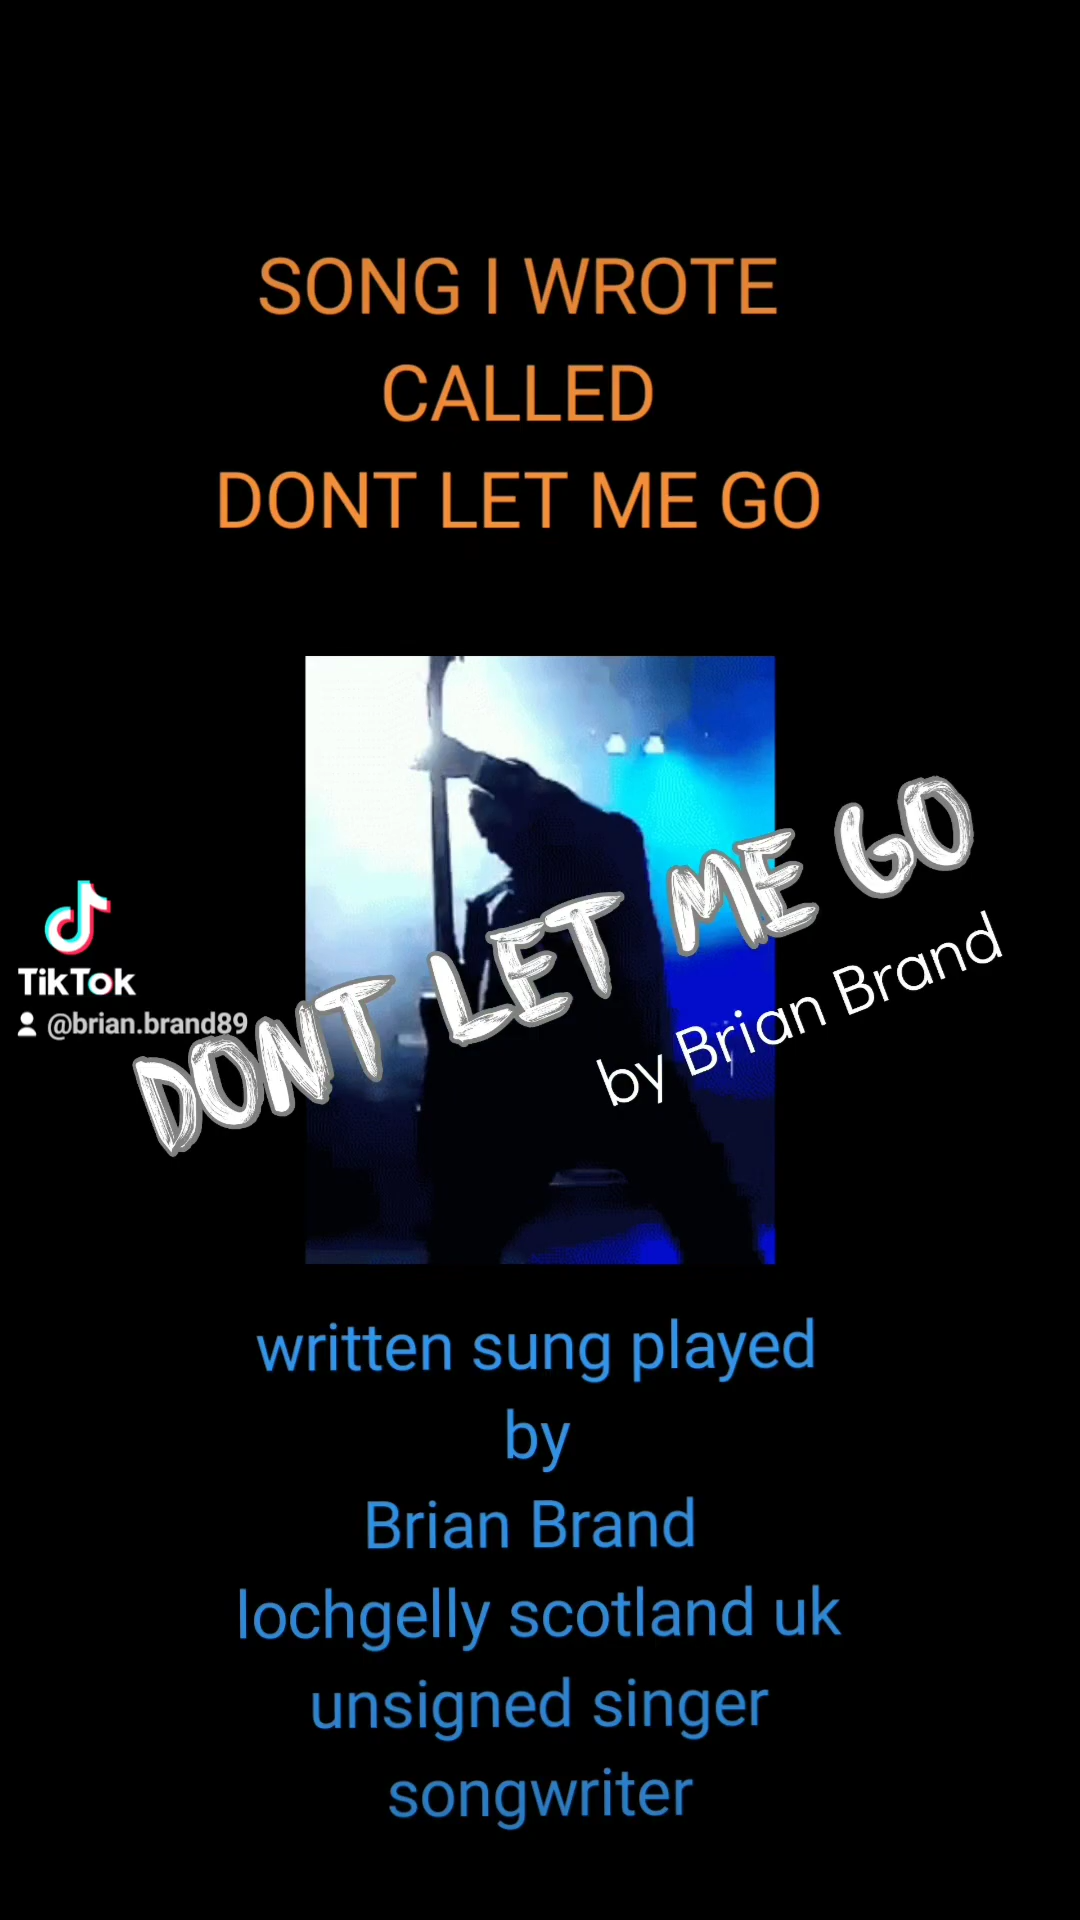 SONG I WROTE
CALLED
DONT LET ME GO
DONT LET ME GO
by Brian Brand
TikTok
@brian.brand89
written sung played
by
Brian Brand
lochgelly scotland uk
unsigned singer
songwriter